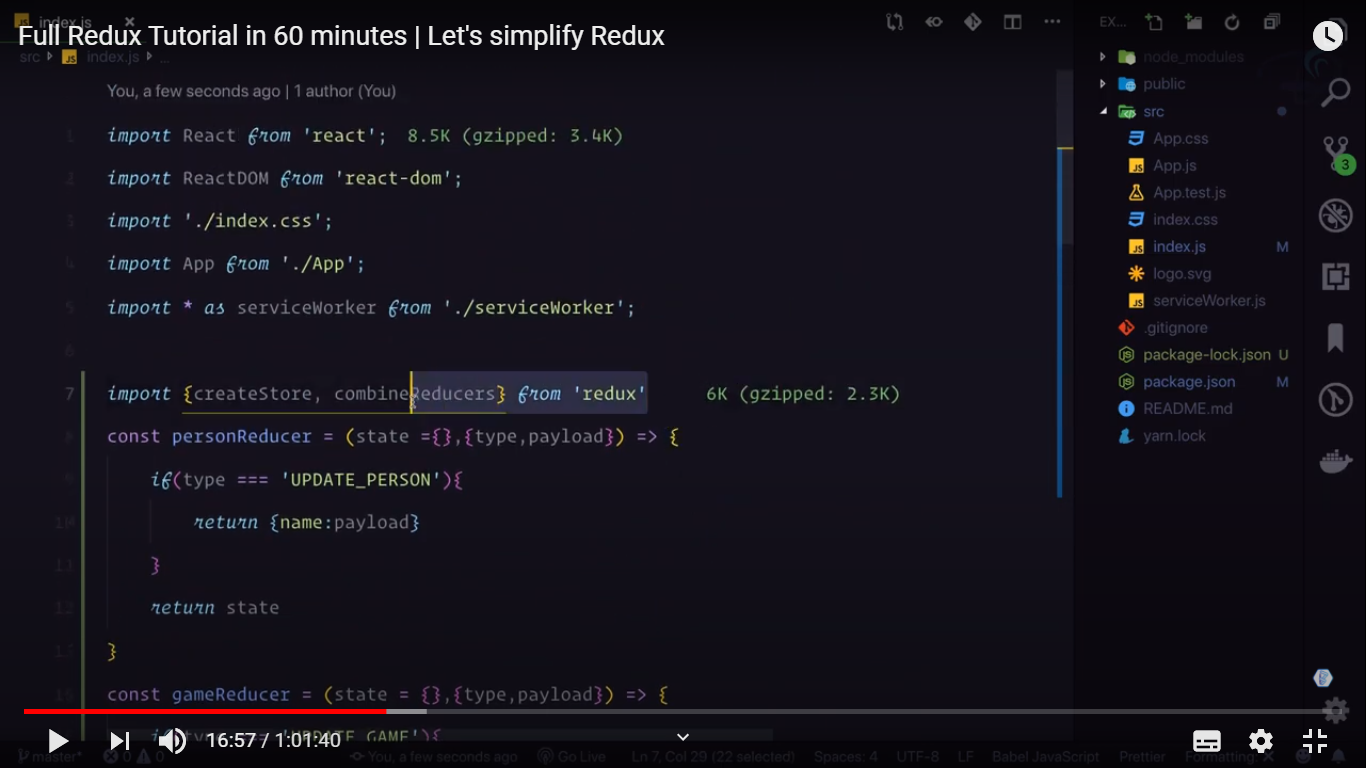 index.js
Full Redux Tutorial in 60 minutes | Let's simplify Redux
src index.js ...
You, a few seconds ago | 1 author (You)
1 import React from 'react'; 8.5K (gzipped: 3.4K)
2 import ReactDOM from 'react-dom';
3 import './index.css';
4 import App from './App';
5 import * as serviceWorker from './serviceWorker';
6
7 import {createStore, combineReducers} from 'redux' 6K (gzipped: 2.3K)
8 const personReducer = (state ={},{type,payload}) => {
9 if(type === 'UPDATE_PERSON'){
10 return {name:payload}
11 }
12 return state
13 }
const gameReducer = (state = {},{type,payload}) => {
if(type === 'UPDATE_GAME'){
EX...
node_modules
public
src
App.css
App.js
App.test.js
index.css
index.js M
logo.svg
serviceWorker.js
.gitignore
package-lock.json U
package.json M
README.md
yarn.lock
3
16:57 / 1:01:40
master* 0 0 You, a few seconds ago Go Live Ln 7, Col 29 (22 selected) Spaces: 4 UTF-8 LF Babel JavaScript Prettier Formatting: ×